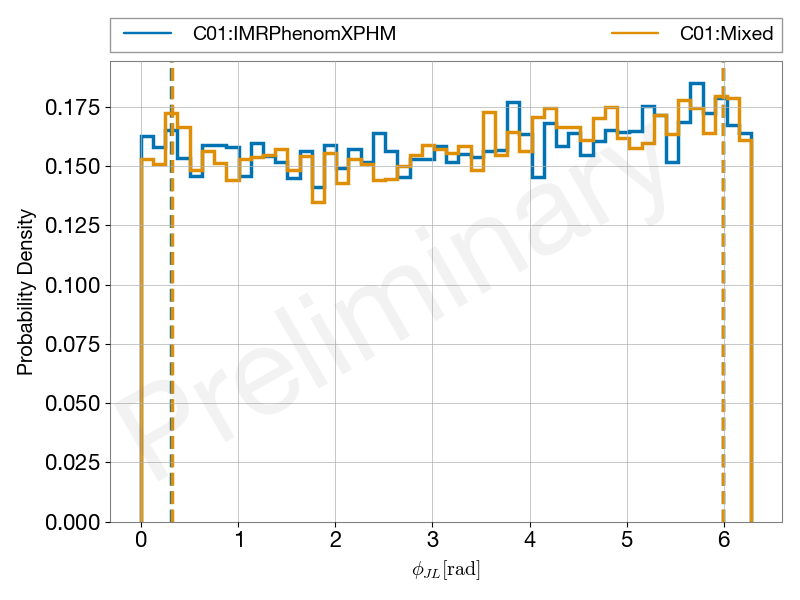 C01:IMRPhenomXPHM C01:Mixed
0.175
0.150
0.125
0.100
0.075
0.050
0.025
0.000
Probability Density
Preliminary
0 1 2 3 4 5 6
ϕ_JL[rad]